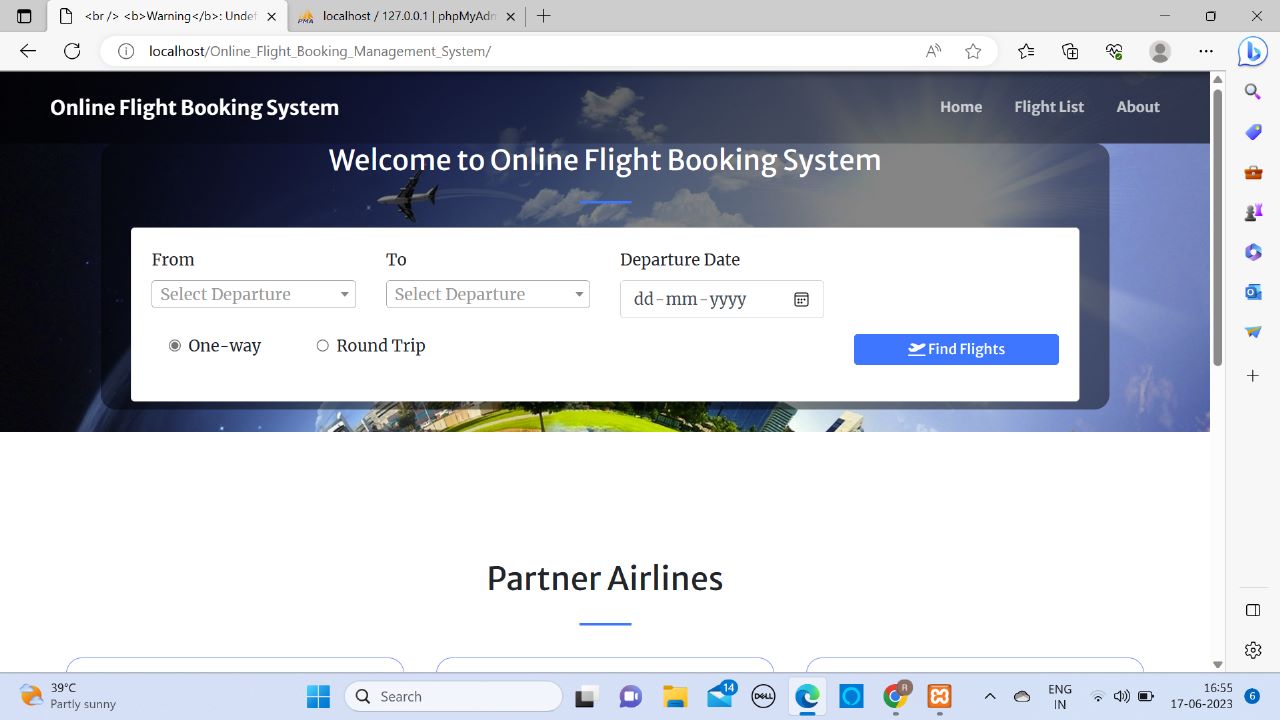 <br /> <b>Warning</b>: Undef
localhost / 127.0.0.1 | phpMyAdm
localhost/Online_Flight_Booking_Management_System/
Online Flight Booking System
Home
Flight List
About
Welcome to Online Flight Booking System
From
To
Departure Date
Select Departure
Select Departure
dd-mm-yyyy
One-way
Round Trip
Find Flights
Partner Airlines
39°C
Partly sunny
Search
14
DELL
R
ENG
IN
16:55
17-06-2023
6